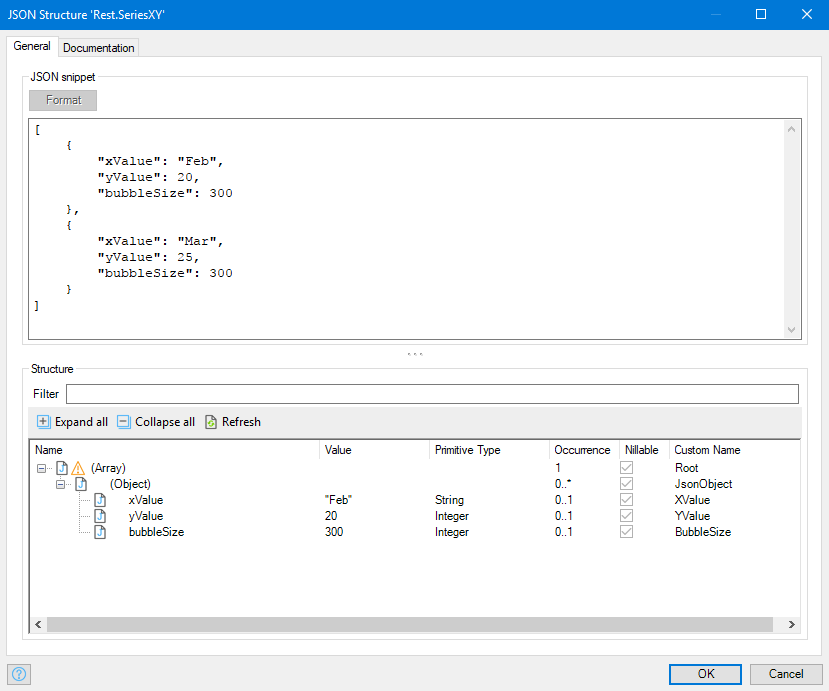 JSON Structure 'Rest.SeriesXY'
General Documentation
JSON snippet
Format
[
    {
        "xValue": "Feb",
        "yValue": 20,
        "bubbleSize": 300
    },
    {
        "xValue": "Mar",
        "yValue": 25,
        "bubbleSize": 300
    }
]
Structure
Filter
Expand all Collapse all Refresh
Name Value Primitive Type Occurrence Nillable Custom Name
(Array) 1 Root
(Object) 0..* JsonObject
xValue "Feb" String 0..1 XValue
yValue 20 Integer 0..1 YValue
bubbleSize 300 Integer 0..1 BubbleSize
OK Cancel